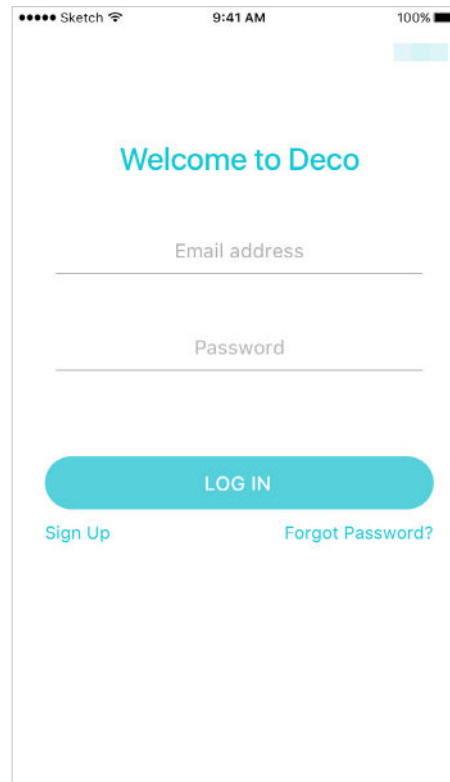 Sketch 9:41 AM 100%
Welcome to Deco
Email address
Password
LOG IN
Sign Up Forgot Password?